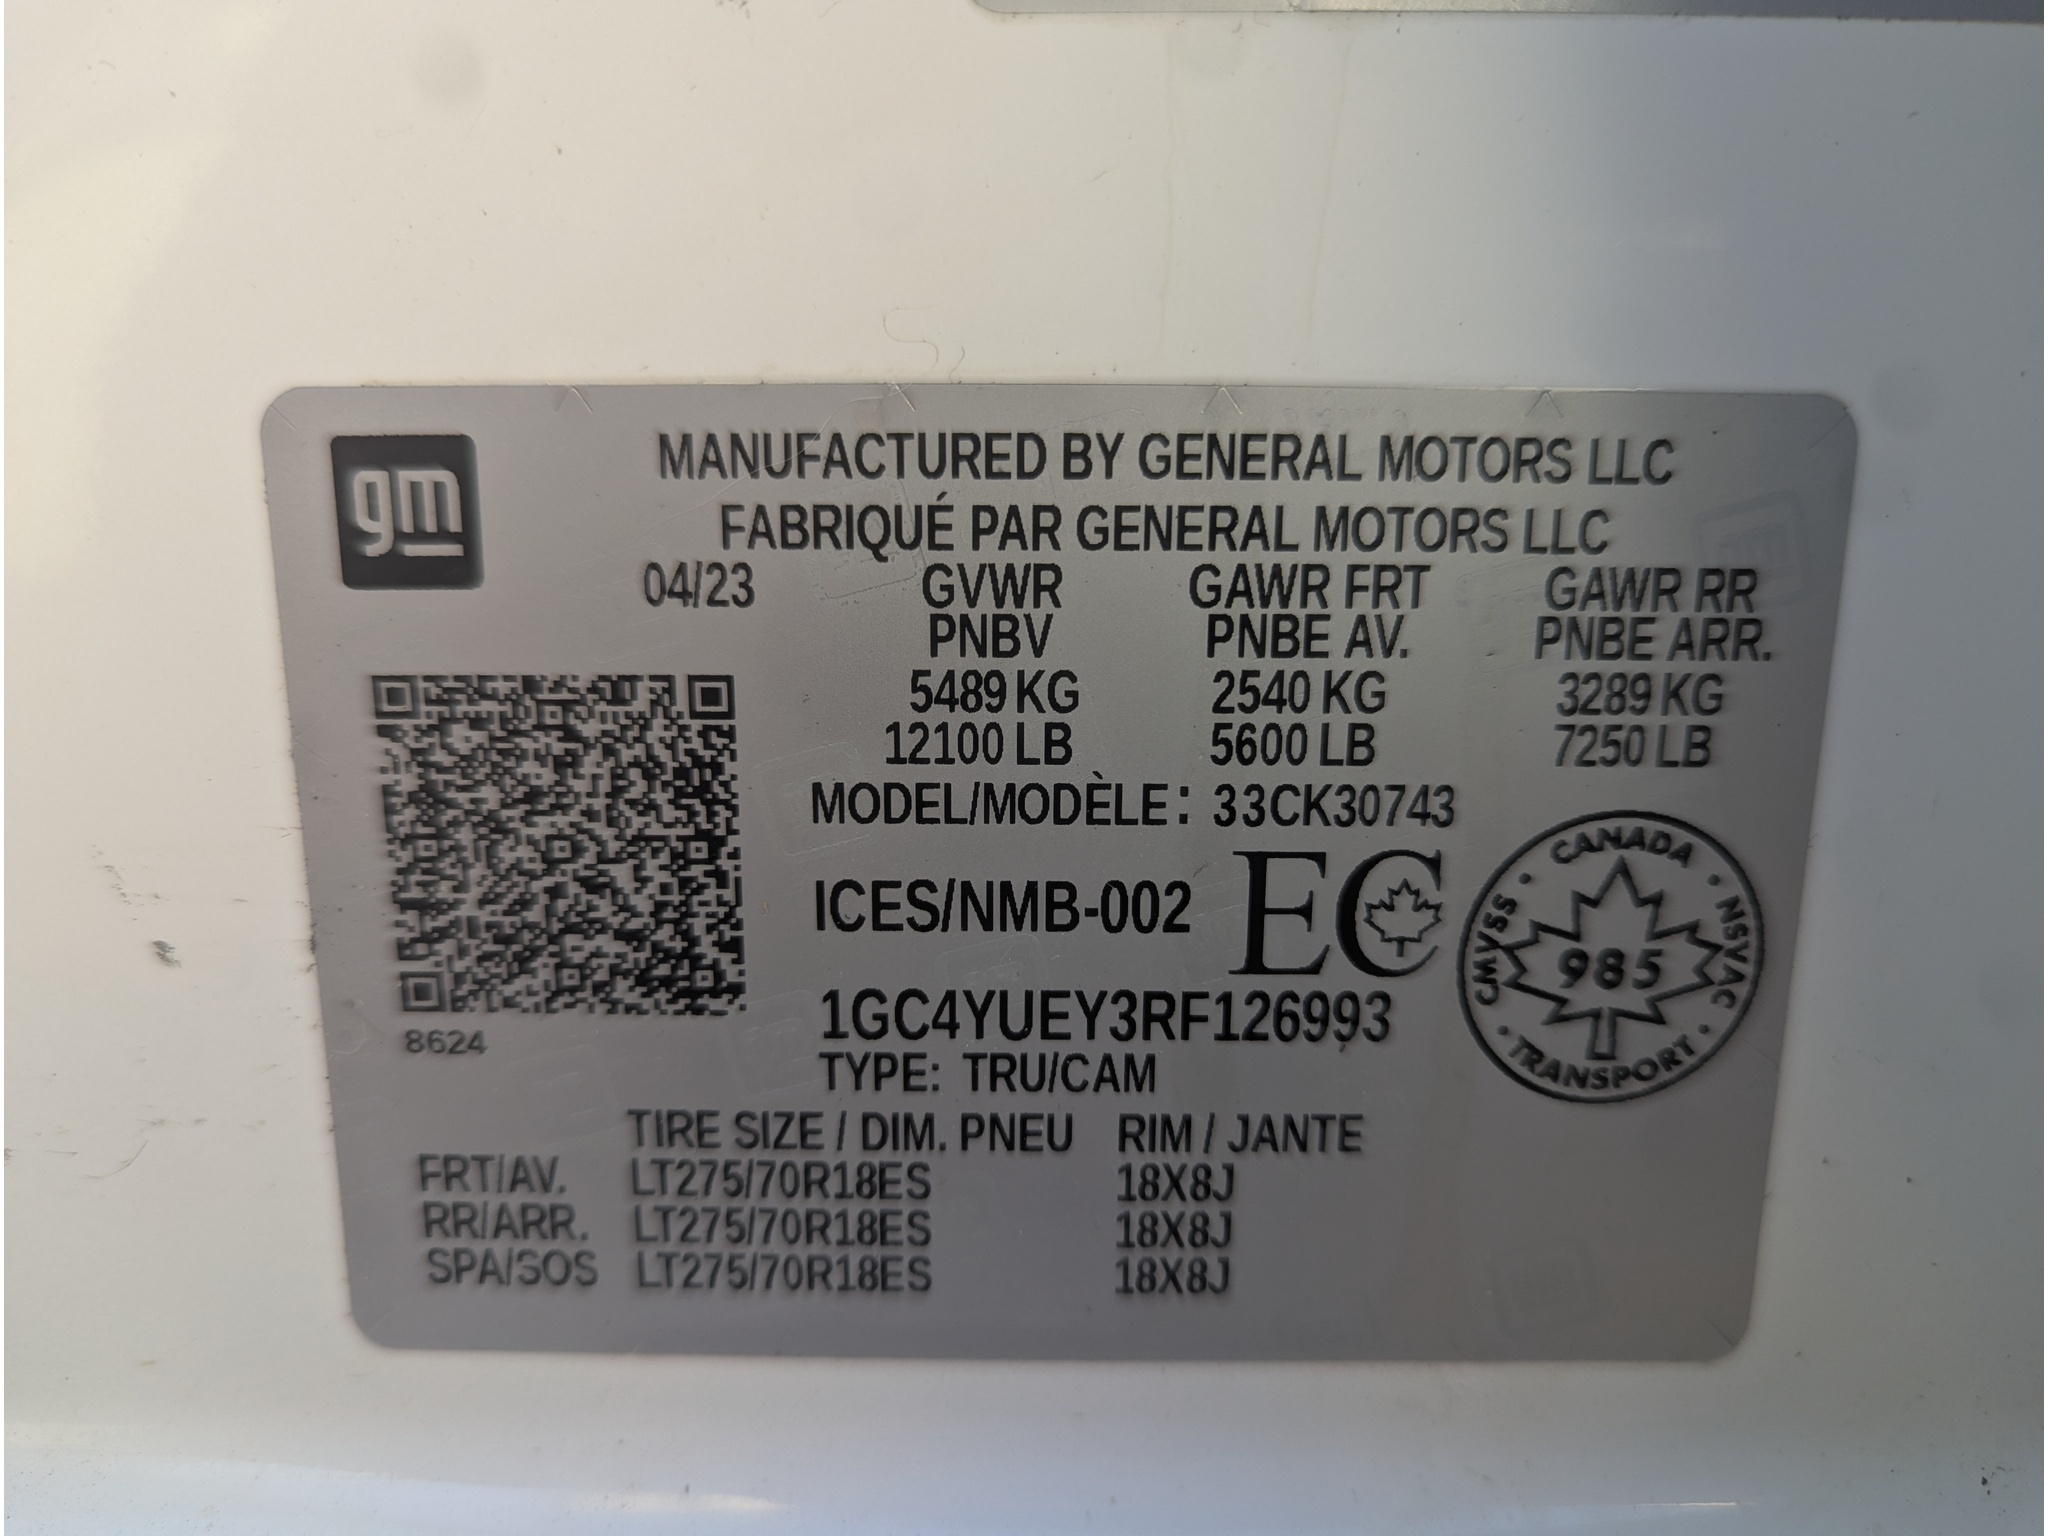 gm
MANUFACTURED BY GENERAL MOTORS LLC
FABRIQUÉ PAR GENERAL MOTORS LLC
04/23 GVWR GAWR FRT GAWR RR
PNBV PNBE AV. PNBE ARR.
5489 KG 2540 KG 3289 KG
12100 LB 5600 LB 7250 LB
MODEL/MODÈLE: 33CK30743
ICES/NMB-002 EC
CANADA • NSVAC • TRANSPORT • CMVSS •
985
1GC4YUEY3RF126993
8624
TYPE: TRU/CAM
TIRE SIZE / DIM. PNEU RIM / JANTE
FRT/AV. LT275/70R18ES 18X8J
RR/ARR. LT275/70R18ES 18X8J
SPA/SOS LT275/70R18ES 18X8J